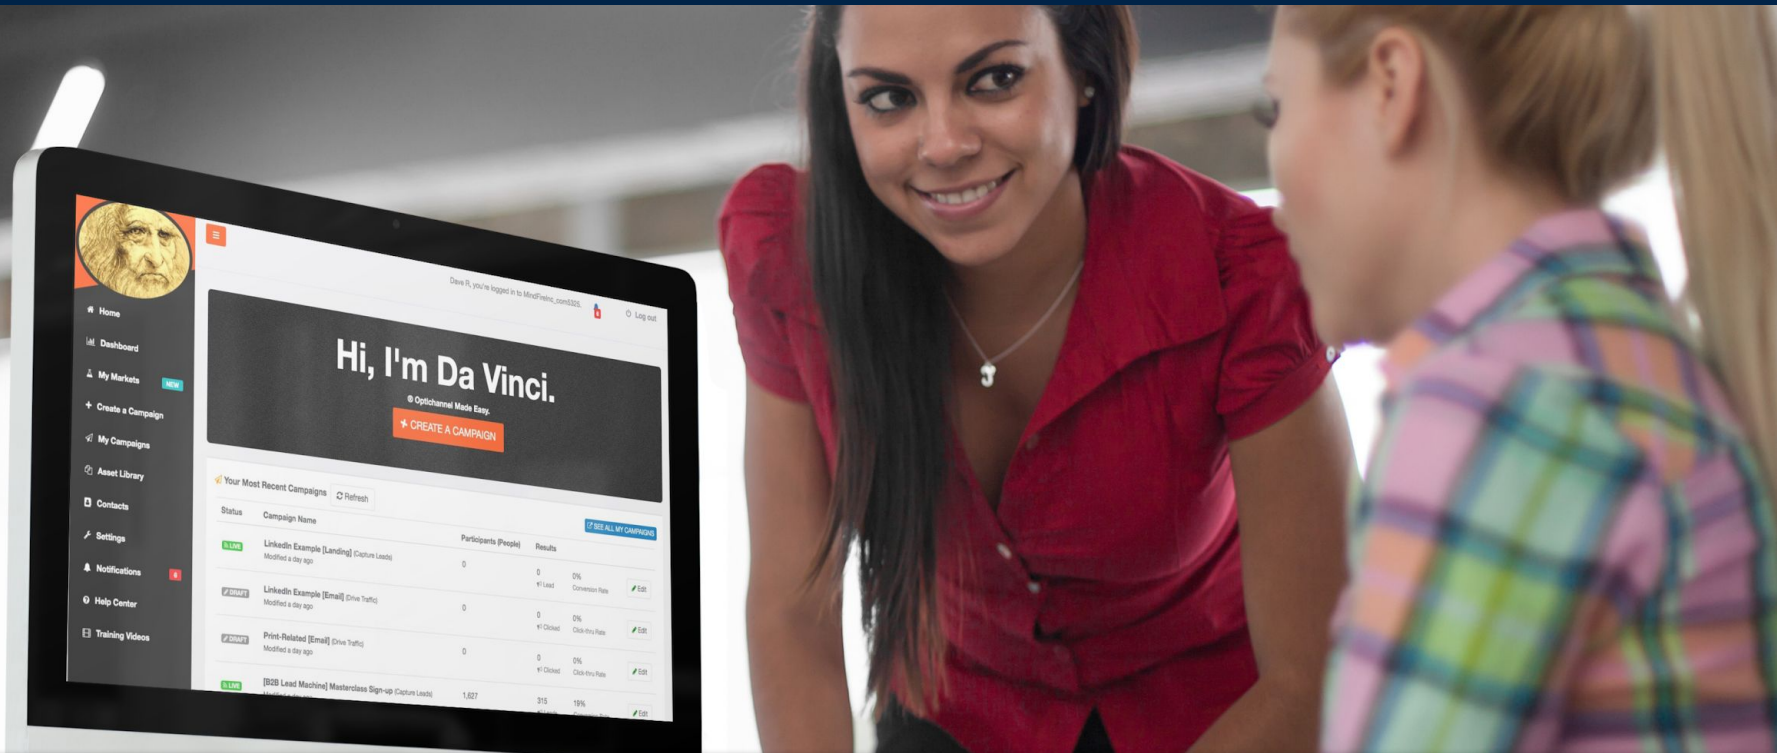 Dave R, you're logged in to MindFireInc_com5325.
Log out
Home
Dashboard
My Markets NEW
Create a Campaign
My Campaigns
Asset Library
Contacts
Settings
Notifications
Help Center
Training Videos
Hi, I'm Da Vinci.
® Optichannel Made Easy.
CREATE A CAMPAIGN
Your Most Recent Campaigns Refresh
SEE ALL MY CAMPAIGNS
Status Campaign Name Participants (People) Results
LIVE LinkedIn Example [Landing] (Capture Leads) 0 0 0% Edit
Modified a day ago Lead Conversion Rate
DRAFT LinkedIn Example [Email] (Drive Traffic) 0 0 0% Edit
Modified a day ago Clicked Click-thru Rate
DRAFT Print-Related [Email] (Drive Traffic) 0 0 0% Edit
Modified a day ago Clicked Click-thru Rate
LIVE [B2B Lead Machine] Masterclass Sign-up (Capture Leads) 1,627 315 19% Edit